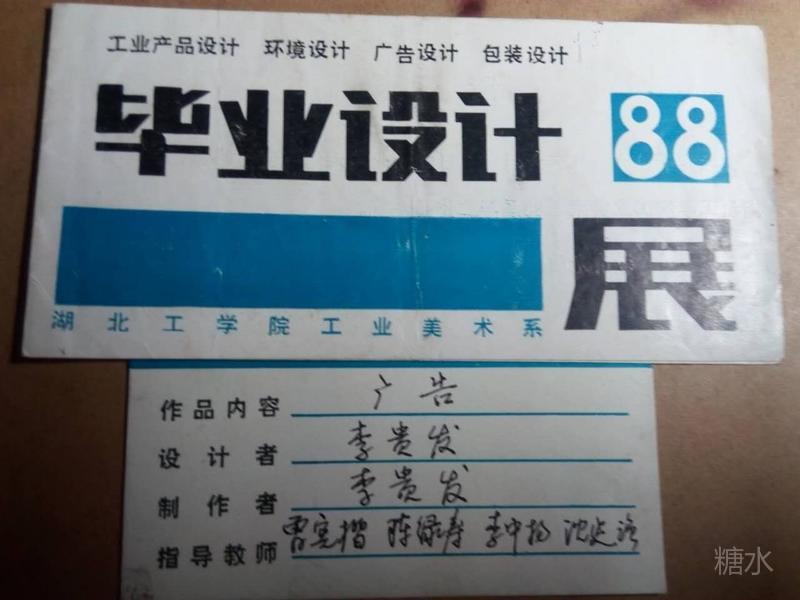 工业产品设计 环境设计 广告设计 包装设计
毕业设计 88
展
湖北工学院工业美术系
作品内容 广告
设计者 李贵发
制作者 李贵发
指导教师 李中扬
糖水